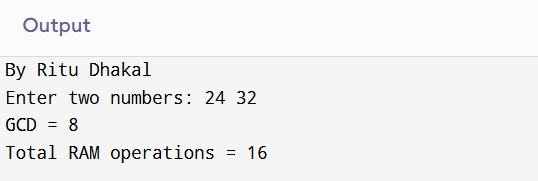 Output
By Ritu Dhakal
Enter two numbers: 24 32
GCD = 8
Total RAM operations = 16